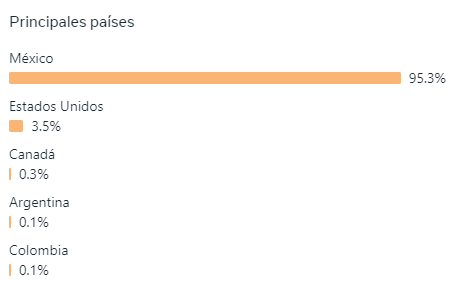 Principales países
México
95.3%
Estados Unidos
3.5%
Canadá
0.3%
Argentina
0.1%
Colombia
0.1%